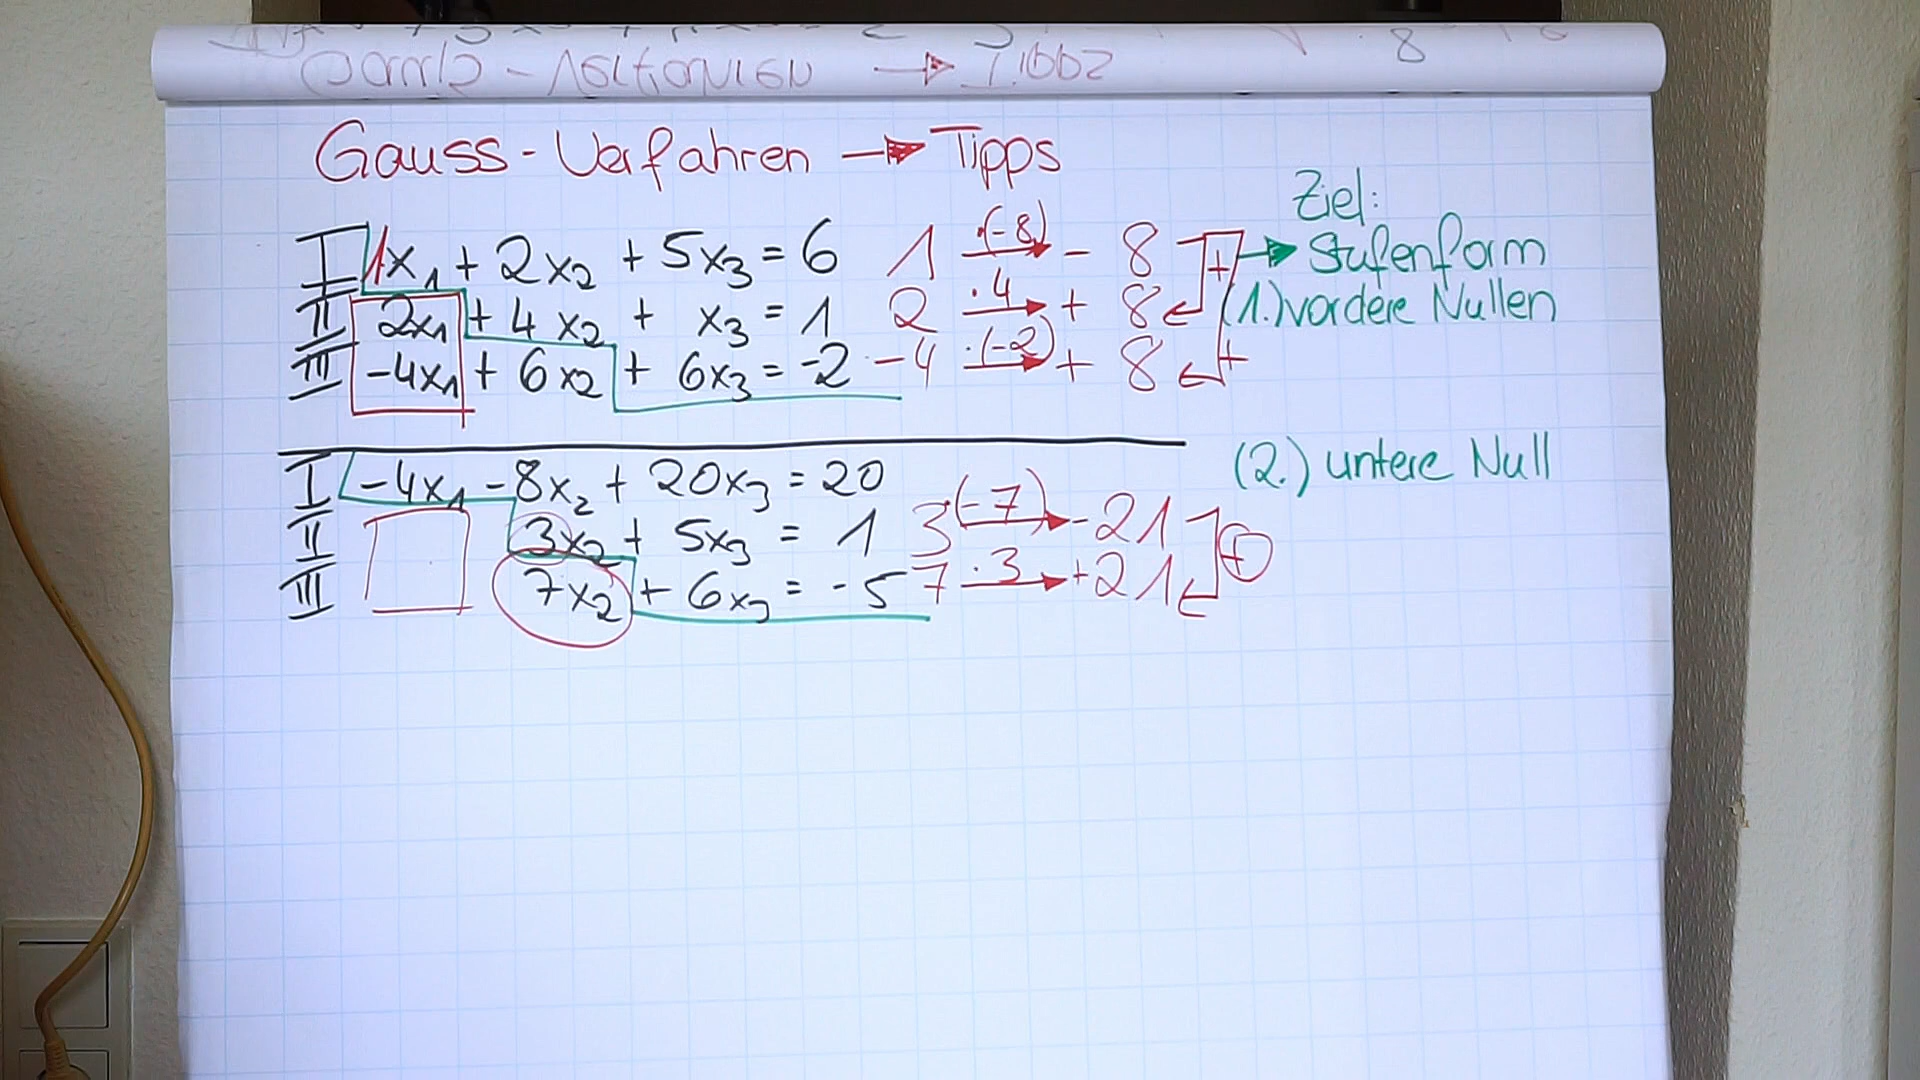 Gauss-Verfahren → Tipps
Ziel:
I 1x₁ + 2x₂ + 5x₃ = 6 1 ·(-8) → - 8 + → Stufenform
II 2x₁ + 4x₂ + x₃ = 1 2 ·4 → + 8 (1.) vordere Nullen
III -4x₁ + 6x₂ + 6x₃ = -2 -4 ·(-2) → + 8 +
(2.) untere Null
I -4x₁ - 8x₂ + 20x₃ = 20
II 3x₂ + 5x₃ = 1 3 ·(-7) → -21 +
III 7x₂ + 6x₃ = -5 7 ·3 → +21